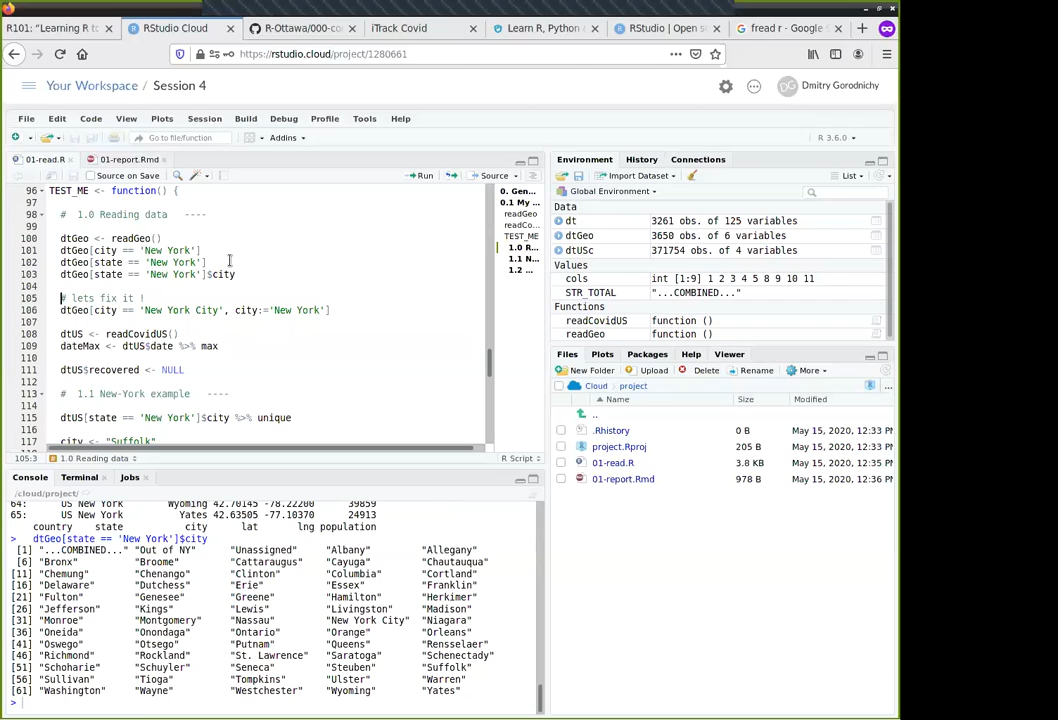 R101: "Learning R to
RStudio Cloud
R-Ottawa/000-co
iTrack Covid
Learn R, Python
RStudio | Open s
fread r - Google S
https://rstudio.cloud/project/1280661
Your Workspace / Session 4
DG Dmitry Gorodnichy
File Edit Code View Plots Session Build Debug Profile Tools Help
Go to file/function Addins R 3.6.0
01-read.R 01-report.Rmd
Source on Save Run Source
96 TEST_ME <- function() {
97
98 # 1.0 Reading data ----
99
100 dtGeo <- readGeo()
101 dtGeo[city == 'New York']
102 dtGeo[state == 'New York']
103 dtGeo[state == 'New York']$city
104
105 # lets fix it !
106 dtGeo[city == 'New York City', city:='New York']
107
108 dtUS <- readCovidUS()
109 dateMax <- dtUS$date %>% max
110
111 dtUS$recovered <- NULL
112
113 # 1.1 New-York example ----
114
115 dtUS[state == 'New York']$city %>% unique
116
117 city <- "Suffolk"
0. Gen...
0.1 My ...
readGeo
readCo...
TEST_ME
1.0 R...
1.1 N...
1.2 ...
105:3 1.0 Reading data R Script
Console Terminal Jobs
/cloud/project/
64: US New York Wyoming 42.70145 -78.22200 39859
65: US New York Yates 42.63505 -77.10370 24913
country state city lat lng population
> dtGeo[state == 'New York']$city
[1] "...COMBINED..." "Out of NY" "Unassigned" "Albany" "Allegany"
[6] "Bronx" "Broome" "Cattaraugus" "Cayuga" "Chautauqua"
[11] "Chemung" "Chenango" "Clinton" "Columbia" "Cortland"
[16] "Delaware" "Dutchess" "Erie" "Essex" "Franklin"
[21] "Fulton" "Genesee" "Greene" "Hamilton" "Herkimer"
[26] "Jefferson" "Kings" "Lewis" "Livingston" "Madison"
[31] "Monroe" "Montgomery" "Nassau" "New York City" "Niagara"
[36] "Oneida" "Onondaga" "Ontario" "Orange" "Orleans"
[41] "Oswego" "Otsego" "Putnam" "Queens" "Rensselaer"
[46] "Richmond" "Rockland" "St. Lawrence" "Saratoga" "Schenectady"
[51] "Schoharie" "Schuyler" "Seneca" "Steuben" "Suffolk"
[56] "Sullivan" "Tioga" "Tompkins" "Ulster" "Warren"
[61] "Washington" "Wayne" "Westchester" "Wyoming" "Yates"
>
Environment History Connections
Import Dataset List
Global Environment
Data
dt 3261 obs. of 125 variables
dtGeo 3650 obs. of 6 variables
dtUSc 371754 obs. of 4 variables
Values
cols int [1:9] 1 2 3 4 5 8 9 10 11
STR_TOTAL "...COMBINED..."
Functions
readCovidUS function ()
readGeo function ()
Files Plots Packages Help Viewer
New Folder Upload Delete Rename More
Cloud project ...
Name Size Modified
..
.Rhistory 0 B May 15, 2020, 12:33 PM
project.Rproj 205 B May 15, 2020, 12:33 PM
01-read.R 3.8 KB May 15, 2020, 12:35 PM
01-report.Rmd 978 B May 15, 2020, 12:36 PM